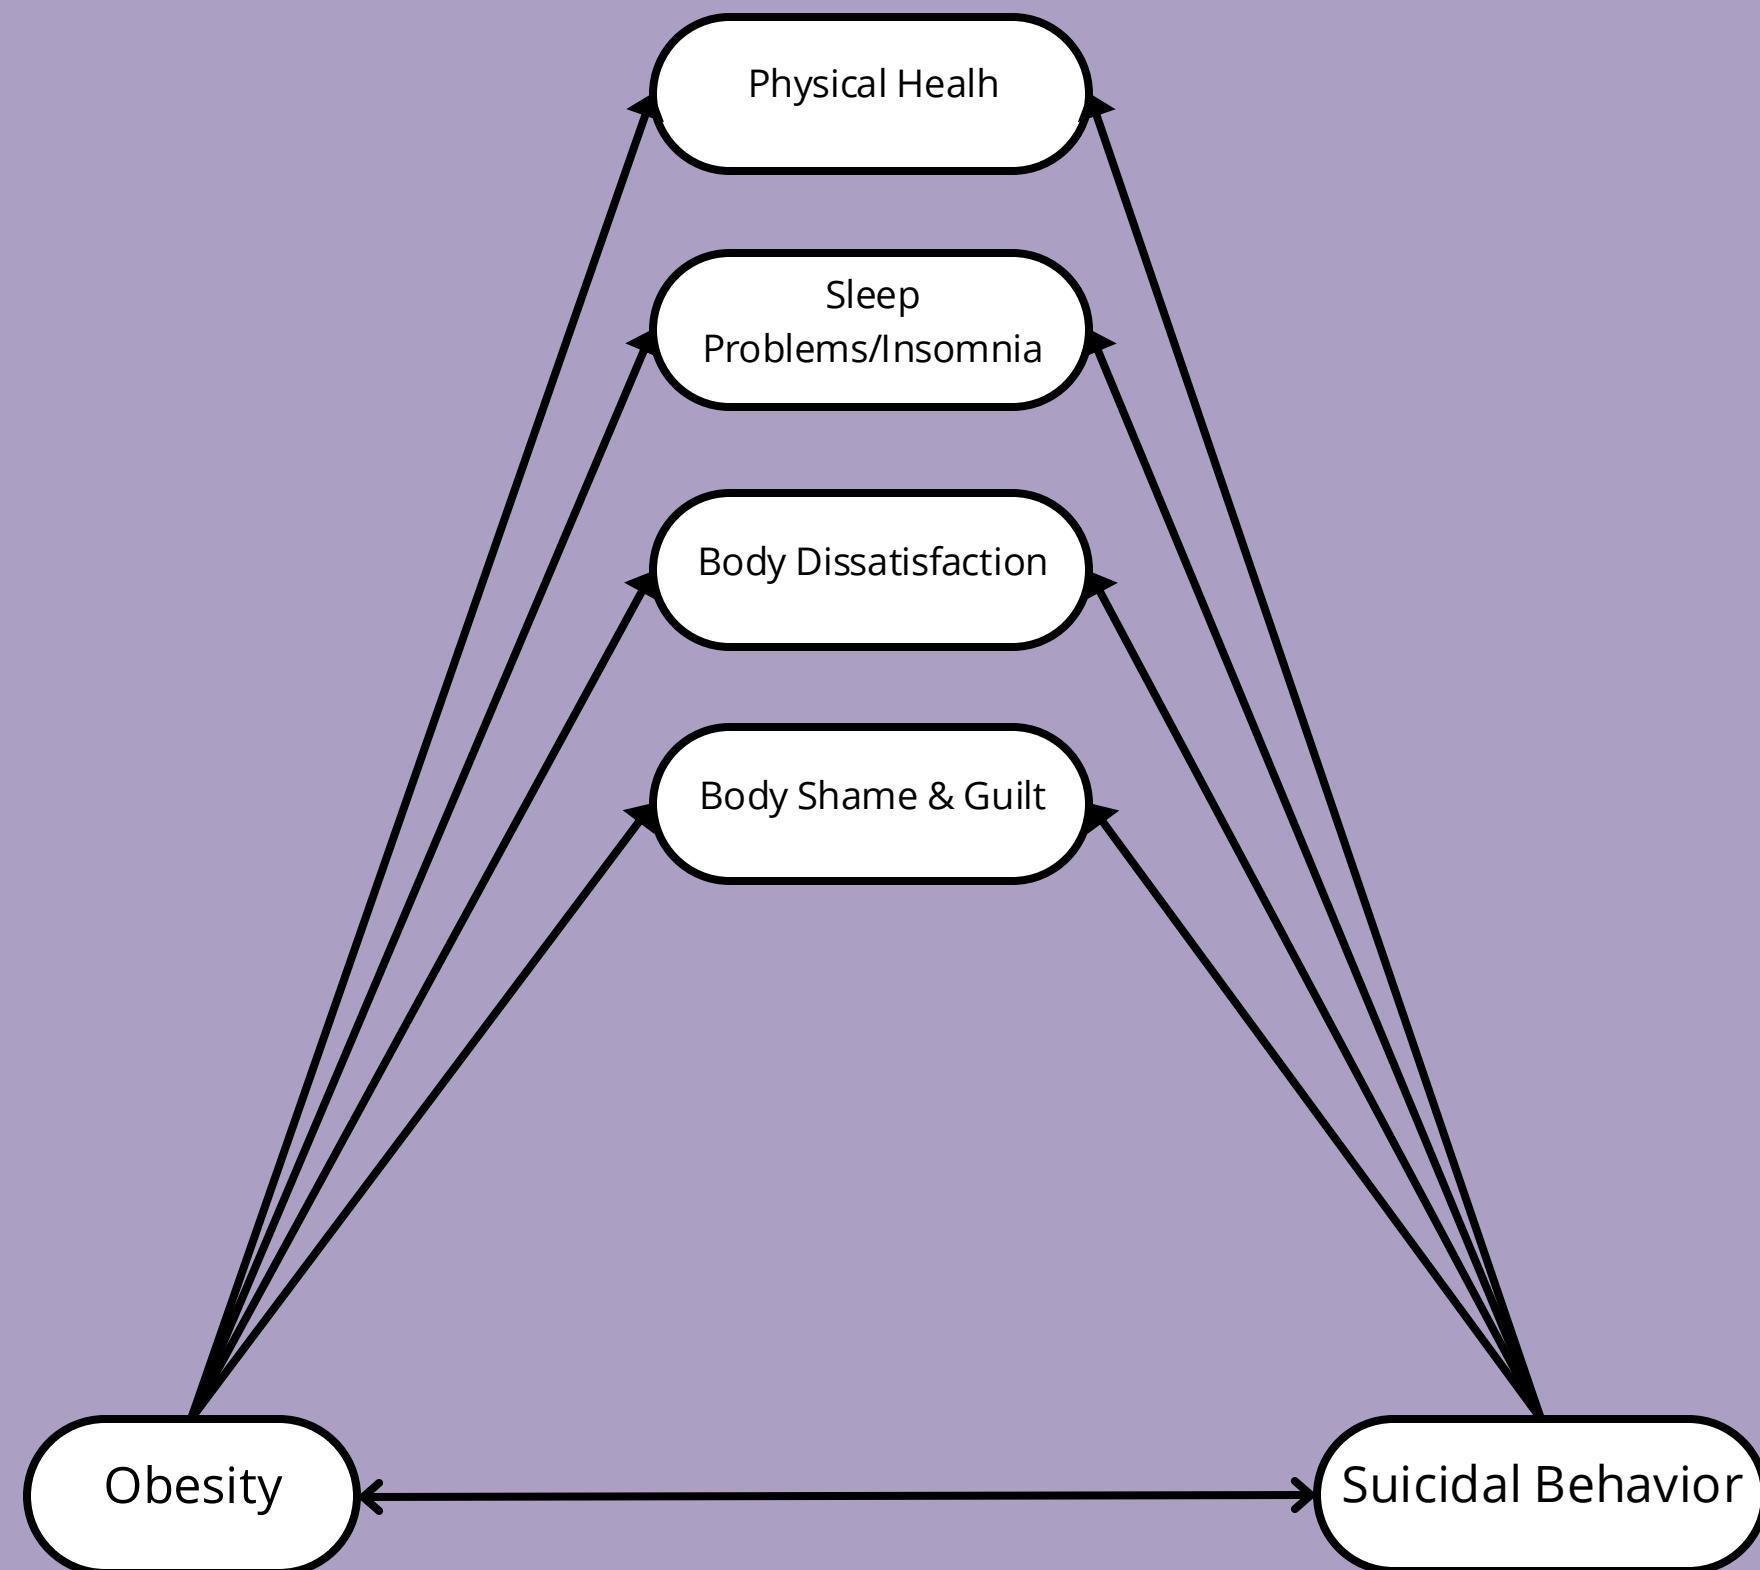 Physical Healh
Sleep
Problems/Insomnia
Body Dissatisfaction
Body Shame & Guilt
Obesity
Suicidal Behavior